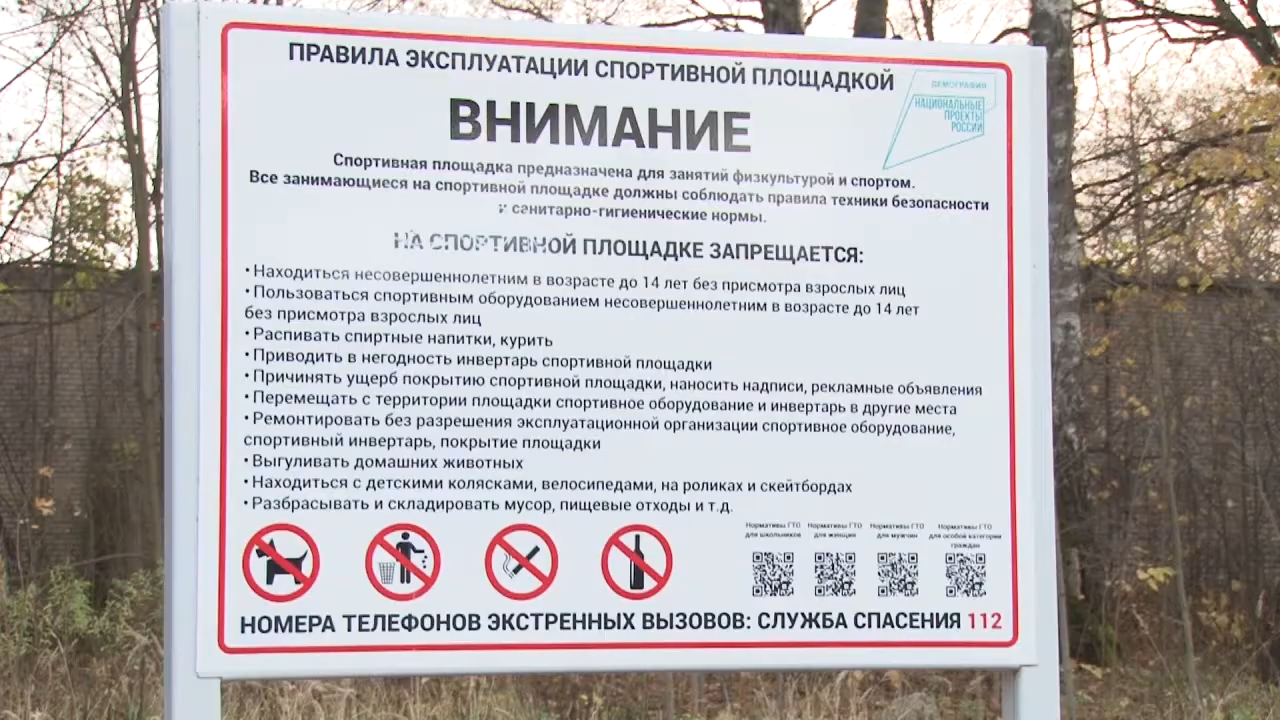 ПРАВИЛА ЭКСПЛУАТАЦИИ СПОРТИВНОЙ ПЛОЩАДКОЙ
ДЕМОГРАФИЯ
НАЦИОНАЛЬНЫЕ
ПРОЕКТЫ
РОССИИ
ВНИМАНИЕ
Спортивная площадка предназначена для занятий физкультурой и спортом.
Все занимающиеся на спортивной площадке должны соблюдать правила техники безопасности
и санитарно-гигиенические нормы.
НА СПОРТИВНОЙ ПЛОЩАДКЕ ЗАПРЕЩАЕТСЯ:
• Находиться несовершеннолетним в возрасте до 14 лет без присмотра взрослых лиц
• Пользоваться спортивным оборудованием несовершеннолетним в возрасте до 14 лет
без присмотра взрослых лиц
• Распивать спиртные напитки, курить
• Приводить в негодность инвертарь спортивной площадки
• Причинять ущерб покрытию спортивной площадки, наносить надписи, рекламные объявления
• Перемещать с территории площадки спортивное оборудование и инвертарь в другие места
• Ремонтировать без разрешения эксплуатационной организации спортивное оборудование,
спортивный инвертарь, покрытие площадки
• Выгуливать домашних животных
• Находиться с детскими колясками, велосипедами, на роликах и скейтбордах
• Разбрасывать и складировать мусор, пищевые отходы и т.д.
Нормативы ГТО
для школьников
Нормативы ГТО
для женщин
Нормативы ГТО
для мужчин
Нормативы ГТО
для особой категории
граждан
НОМЕРА ТЕЛЕФОНОВ ЭКСТРЕННЫХ ВЫЗОВОВ: СЛУЖБА СПАСЕНИЯ 112